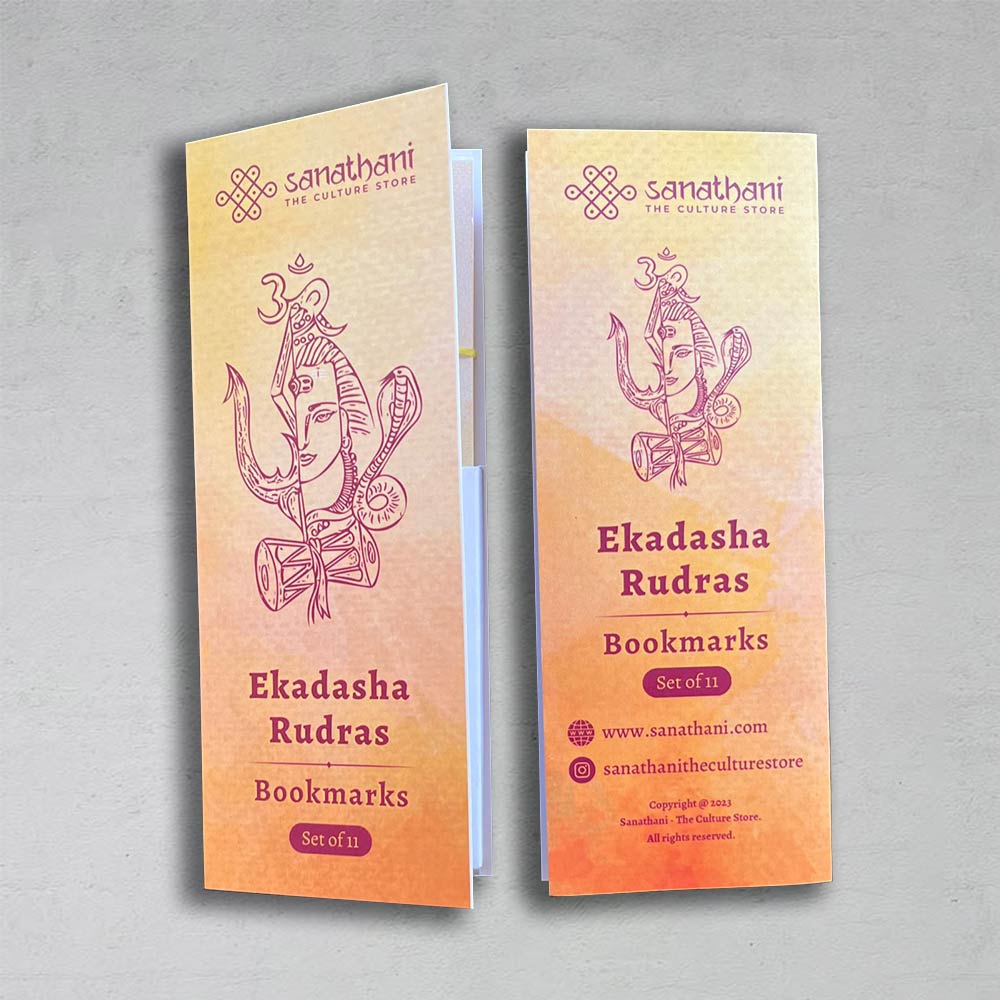 sanathani
THE CULTURE STORE
Ekadasha
Rudras
Bookmarks
Set of 11
sanathani
THE CULTURE STORE
Ekadasha
Rudras
Bookmarks
Set of 11
www.sanathani.com
sanathanitheculturestore
Copyright @ 2023
Sanathani - The Culture Store.
All rights reserved.